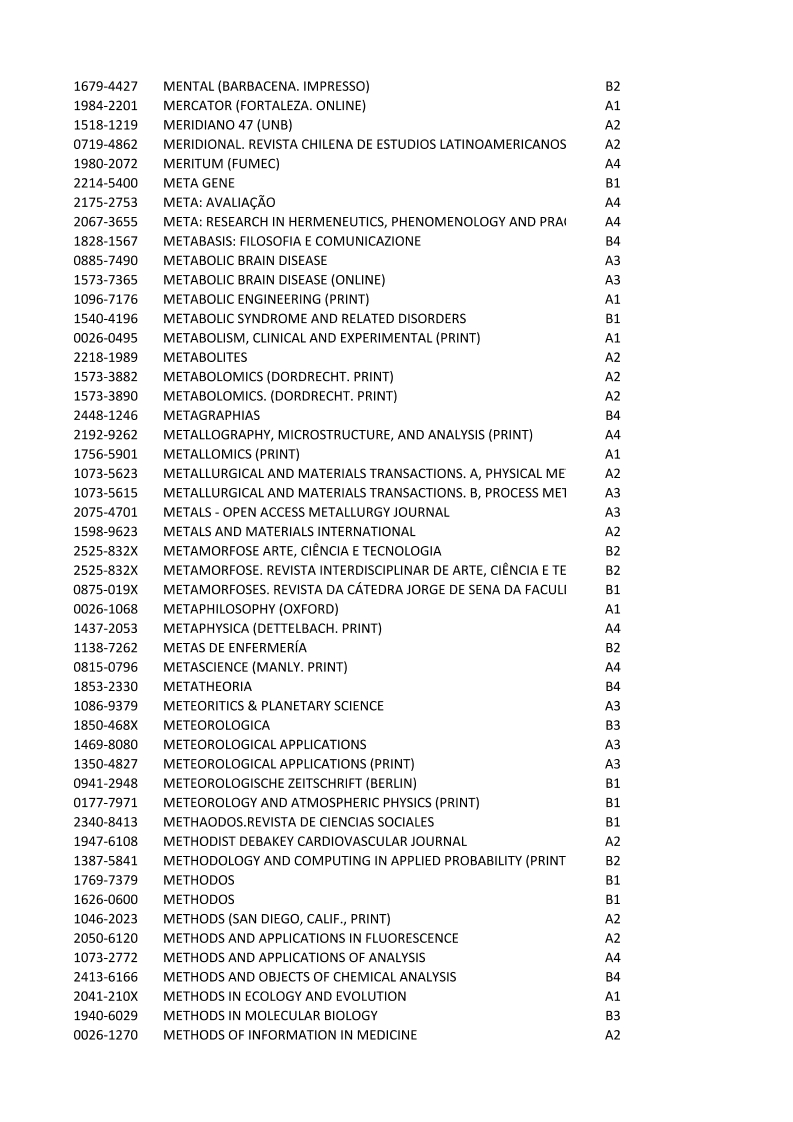 1679-4427 MENTAL (BARBACENA. IMPRESSO) B2
1984-2201 MERCATOR (FORTALEZA. ONLINE) A1
1518-1219 MERIDIANO 47 (UNB) A2
0719-4862 MERIDIONAL. REVISTA CHILENA DE ESTUDIOS LATINOAMERICANOS A2
1980-2072 MERITUM (FUMEC) A4
2214-5400 META GENE B1
2175-2753 META: AVALIAÇÃO A4
2067-3655 META: RESEARCH IN HERMENEUTICS, PHENOMENOLOGY AND PRAC A4
1828-1567 METABASIS: FILOSOFIA E COMUNICAZIONE B4
0885-7490 METABOLIC BRAIN DISEASE A3
1573-7365 METABOLIC BRAIN DISEASE (ONLINE) A3
1096-7176 METABOLIC ENGINEERING (PRINT) A1
1540-4196 METABOLIC SYNDROME AND RELATED DISORDERS B1
0026-0495 METABOLISM, CLINICAL AND EXPERIMENTAL (PRINT) A1
2218-1989 METABOLITES A2
1573-3882 METABOLOMICS (DORDRECHT. PRINT) A2
1573-3890 METABOLOMICS. (DORDRECHT. PRINT) A2
2448-1246 METAGRAPHIAS B4
2192-9262 METALLOGRAPHY, MICROSTRUCTURE, AND ANALYSIS (PRINT) A4
1756-5901 METALLOMICS (PRINT) A1
1073-5623 METALLURGICAL AND MATERIALS TRANSACTIONS. A, PHYSICAL ME A2
1073-5615 METALLURGICAL AND MATERIALS TRANSACTIONS. B, PROCESS MET A3
2075-4701 METALS - OPEN ACCESS METALLURGY JOURNAL A3
1598-9623 METALS AND MATERIALS INTERNATIONAL A2
2525-832X METAMORFOSE ARTE, CIÊNCIA E TECNOLOGIA B2
2525-832X METAMORFOSE. REVISTA INTERDISCIPLINAR DE ARTE, CIÊNCIA E TE B2
0875-019X METAMORFOSES. REVISTA DA CÁTEDRA JORGE DE SENA DA FACUL B1
0026-1068 METAPHILOSOPHY (OXFORD) A1
1437-2053 METAPHYSICA (DETTELBACH. PRINT) A4
1138-7262 METAS DE ENFERMERÍA B2
0815-0796 METASCIENCE (MANLY. PRINT) A4
1853-2330 METATHEORIA B4
1086-9379 METEORITICS & PLANETARY SCIENCE A3
1850-468X METEOROLOGICA B3
1469-8080 METEOROLOGICAL APPLICATIONS A3
1350-4827 METEOROLOGICAL APPLICATIONS (PRINT) A3
0941-2948 METEOROLOGISCHE ZEITSCHRIFT (BERLIN) B1
0177-7971 METEOROLOGY AND ATMOSPHERIC PHYSICS (PRINT) B1
2340-8413 METHAODOS.REVISTA DE CIENCIAS SOCIALES B1
1947-6108 METHODIST DEBAKEY CARDIOVASCULAR JOURNAL A2
1387-5841 METHODOLOGY AND COMPUTING IN APPLIED PROBABILITY (PRINT B2
1769-7379 METHODOS B1
1626-0600 METHODOS B1
1046-2023 METHODS (SAN DIEGO, CALIF., PRINT) A2
2050-6120 METHODS AND APPLICATIONS IN FLUORESCENCE A2
1073-2772 METHODS AND APPLICATIONS OF ANALYSIS A4
2413-6166 METHODS AND OBJECTS OF CHEMICAL ANALYSIS B4
2041-210X METHODS IN ECOLOGY AND EVOLUTION A1
1940-6029 METHODS IN MOLECULAR BIOLOGY B3
0026-1270 METHODS OF INFORMATION IN MEDICINE A2